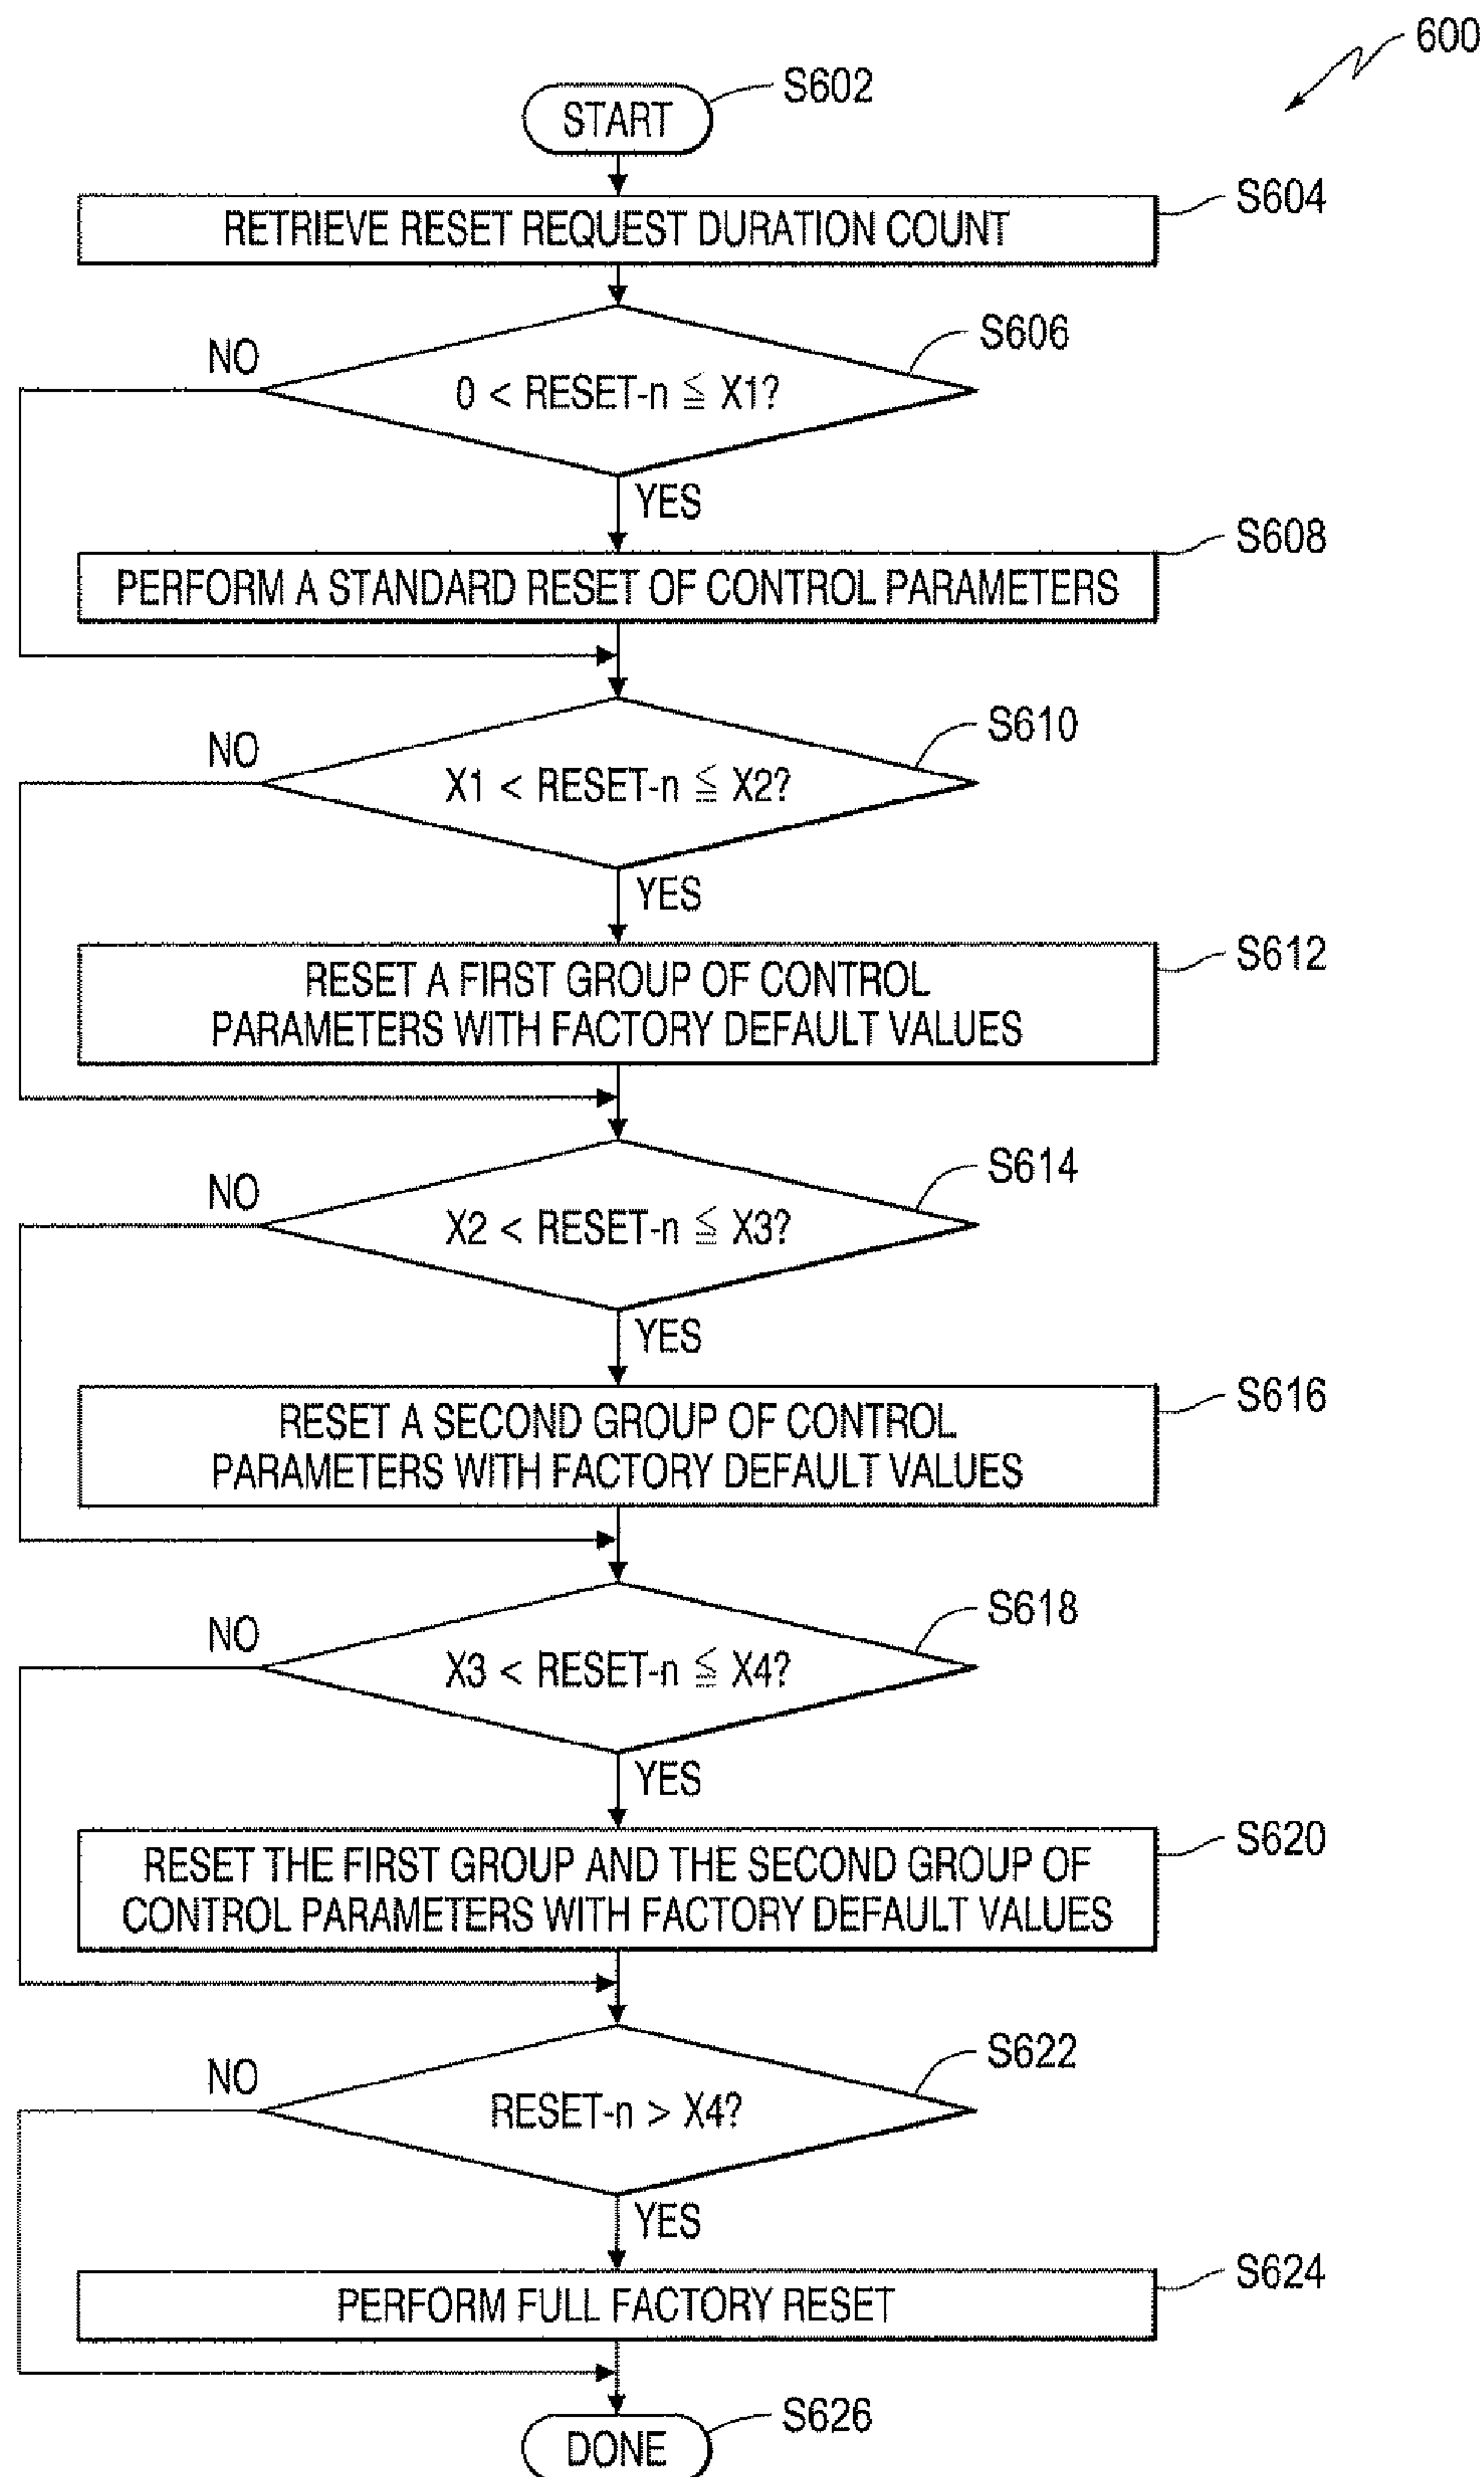 600
START
S602
RETRIEVE RESET REQUEST DURATION COUNT
S604
0 < RESET-n ≦ X1?
S606
NO
YES
PERFORM A STANDARD RESET OF CONTROL PARAMETERS
S608
X1 < RESET-n ≦ X2?
S610
NO
YES
RESET A FIRST GROUP OF CONTROL
PARAMETERS WITH FACTORY DEFAULT VALUES
S612
X2 < RESET-n ≦ X3?
S614
NO
YES
RESET A SECOND GROUP OF CONTROL
PARAMETERS WITH FACTORY DEFAULT VALUES
S616
X3 < RESET-n ≦ X4?
S618
NO
YES
RESET THE FIRST GROUP AND THE SECOND GROUP OF
CONTROL PARAMETERS WITH FACTORY DEFAULT VALUES
S620
RESET-n > X4?
S622
NO
YES
PERFORM FULL FACTORY RESET
S624
DONE
S626